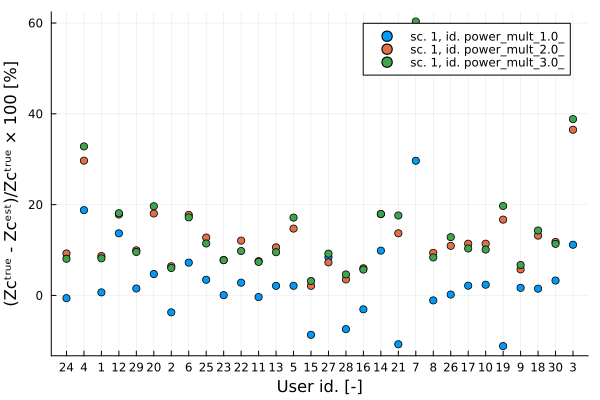 60
40
20
0
(Zcᵗʳᵘᵉ - Zcᵉˢᵗ)/Zcᵗʳᵘᵉ × 100 [%]
sc. 1, id. power_mult_1.0_
sc. 1, id. power_mult_2.0_
sc. 1, id. power_mult_3.0_
24 4 1 12 29 20 2 6 25 23 22 11 13 5 15 27 28 16 14 21 7 8 26 17 10 19 9 18 30 3
User id. [-]